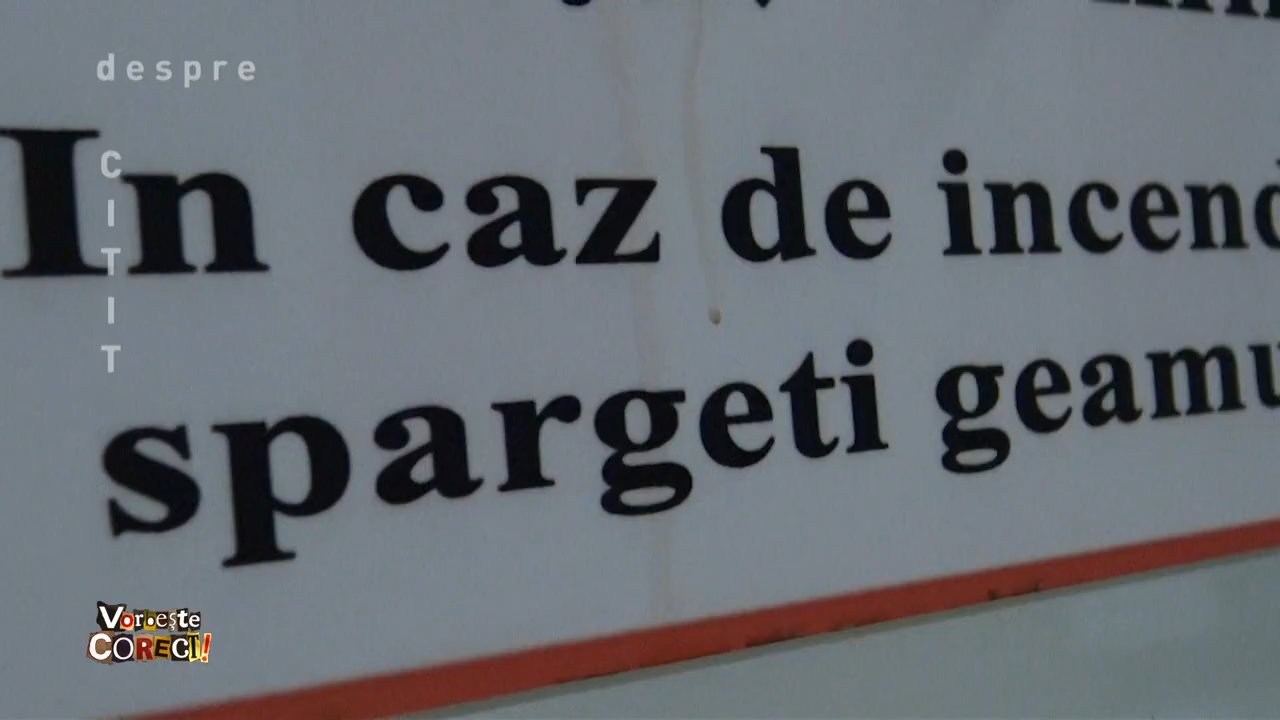 despre
CITIT
In caz de incend
spargeti geamu
Vorbește
CORECT!